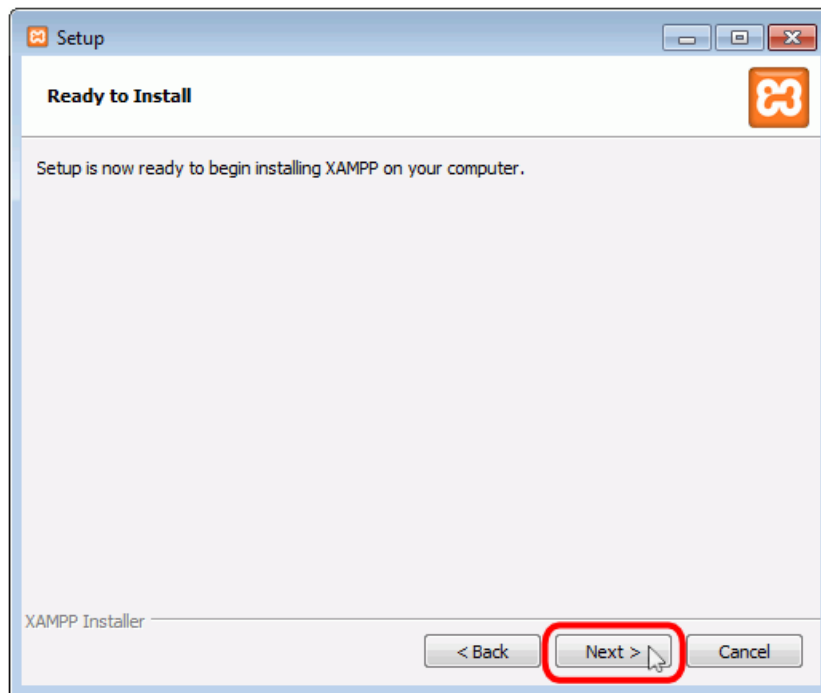 Setup
Ready to Install
Setup is now ready to begin installing XAMPP on your computer.
XAMPP Installer
< Back Next > Cancel